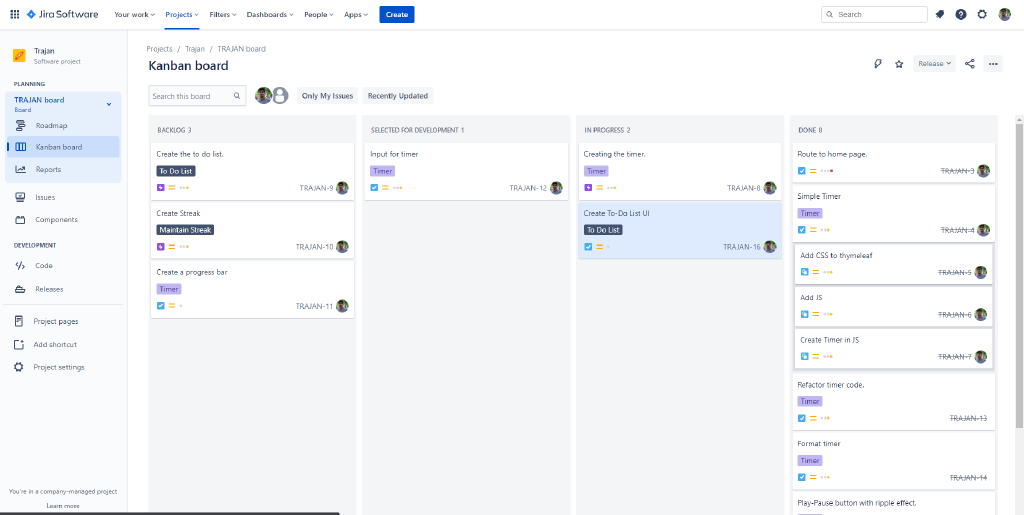 Jira Software
Your work
Projects
Filters
Dashboards
People
Apps
Create
Search
Trajan
Software project
PLANNING
TRAJAN board
Board
Roadmap
Kanban board
Reports
Issues
Components
DEVELOPMENT
Code
Releases
Project pages
Add shortcut
Project settings
You're in a company-managed project
Learn more
Projects / Trajan / TRAJAN board
Kanban board
Release
Search this board
Only My Issues
Recently Updated
BACKLOG 3
Create the to do list.
To Do List
TRAJAN-9
Create Streak
Maintain Streak
TRAJAN-10
Create a progress bar
Timer
TRAJAN-11
SELECTED FOR DEVELOPMENT 1
Input for timer
Timer
TRAJAN-12
IN PROGRESS 2
Creating the timer.
Timer
TRAJAN-8
Create To-Do List UI
To Do List
TRAJAN-16
DONE 8
Route to home page.
TRAJAN-3
Simple Timer
Timer
TRAJAN-4
Add CSS to thymeleaf
TRAJAN-5
Add JS
TRAJAN-6
Create Timer in JS
TRAJAN-7
Refactor timer code.
Timer
TRAJAN-13
Format timer
Timer
TRAJAN-14
Play-Pause button with ripple effect.